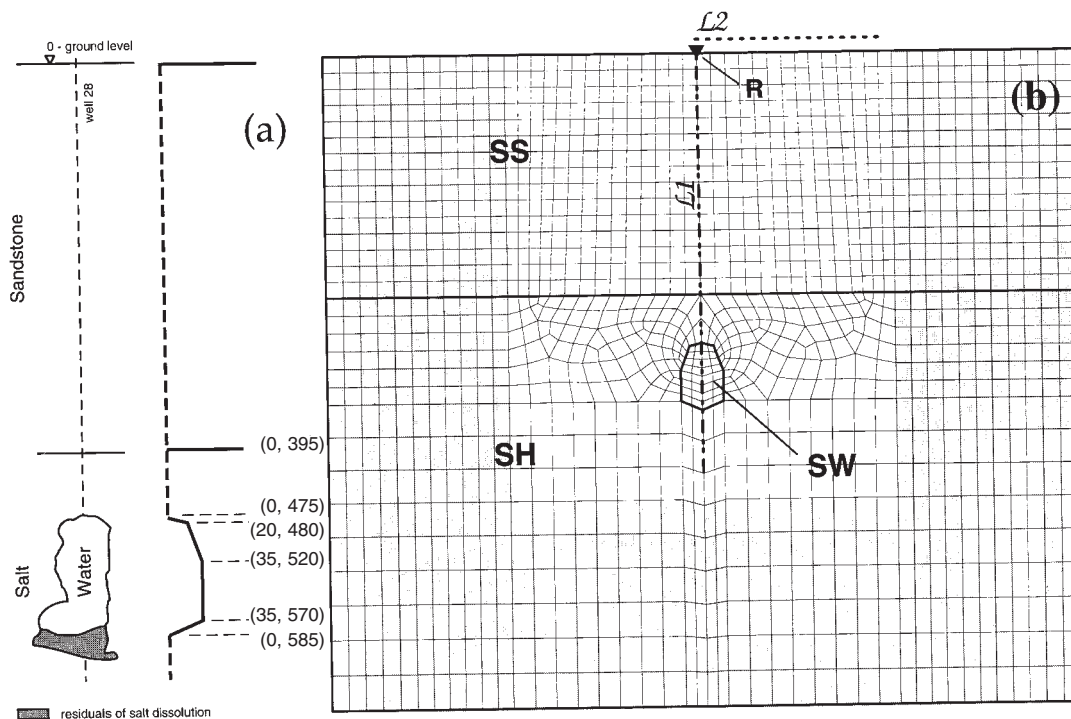 0 - ground level
well 28
Sandstone
(a)
(0, 395)
(0, 475)
(20, 480)
(35, 520)
(35, 570)
(0, 585)
Salt
Water
residuals of salt dissolution
L2
R
(b)
SS
L1
SH
SW